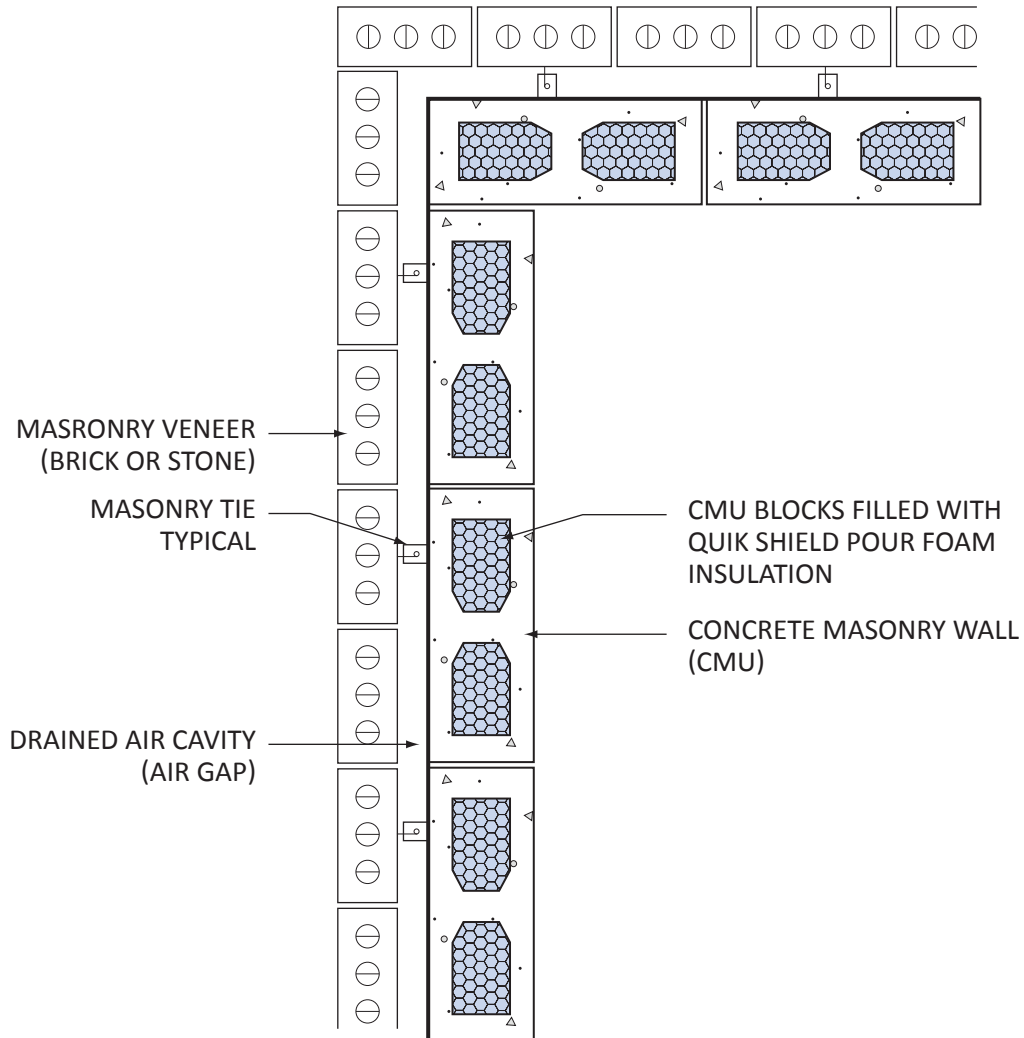 MASRONRY VENEER
(BRICK OR STONE)
MASONRY TIE
TYPICAL
DRAINED AIR CAVITY
(AIR GAP)
CMU BLOCKS FILLED WITH
QUIK SHIELD POUR FOAM
INSULATION
CONCRETE MASONRY WALL
(CMU)